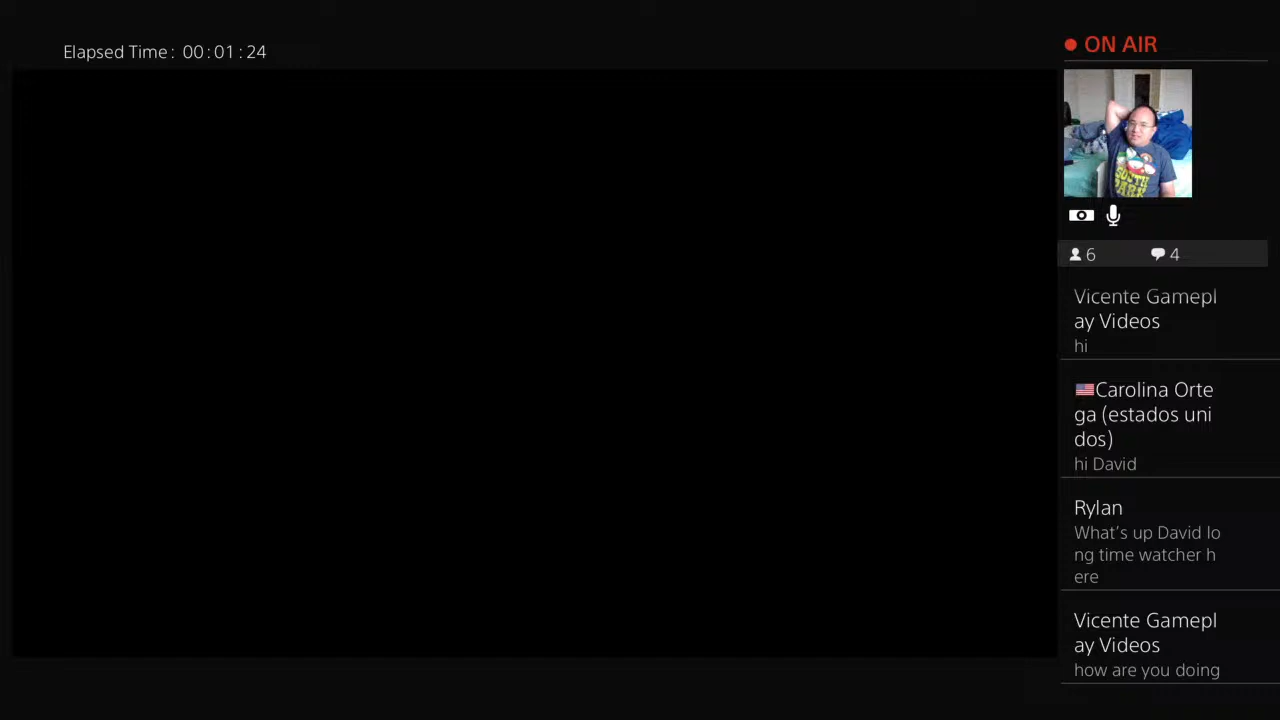 Elapsed Time: 00:01:24
ON AIR
SOUTH
PARK
6
4
Vicente Gamepl
ay Videos
hi
🇺🇸Carolina Orte
ga (estados uni
dos)
hi David
Rylan
What's up David lo
ng time watcher h
ere
Vicente Gamepl
ay Videos
how are you doing